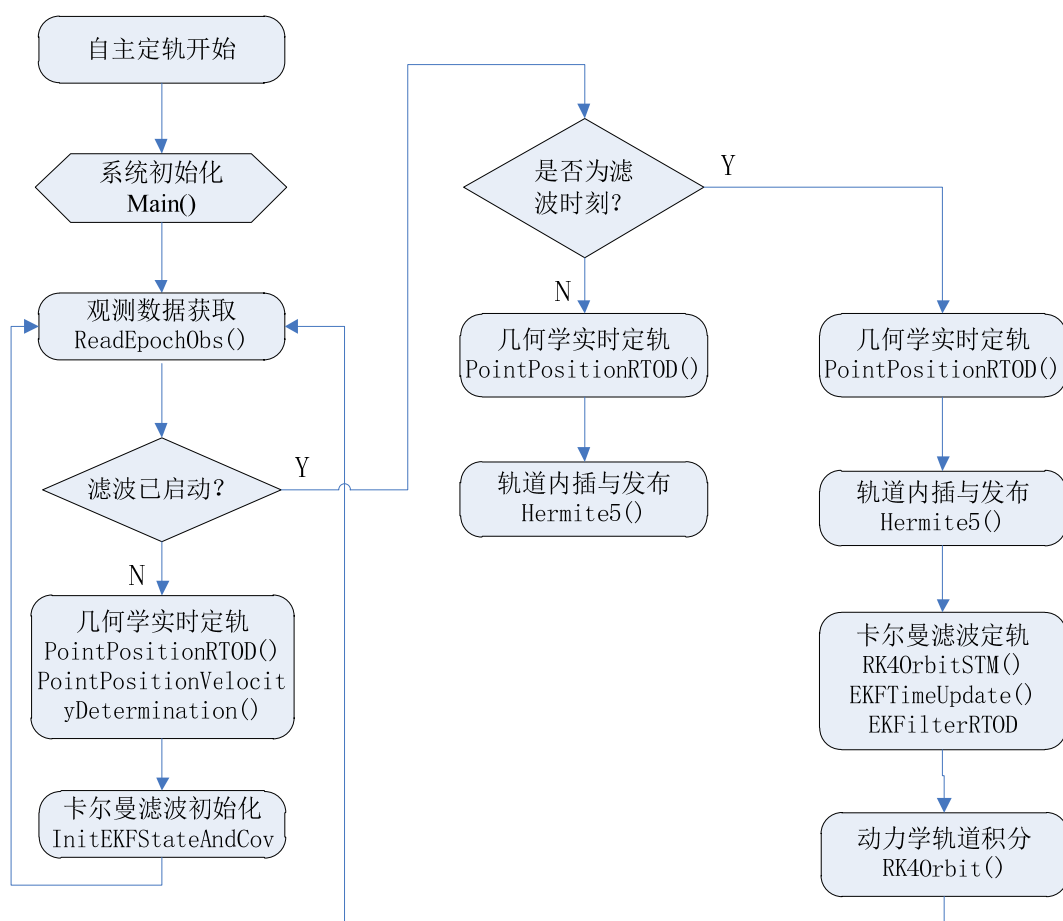 自主定轨开始
系统初始化
Main()
观测数据获取
ReadEpochObs()
滤波已启动?
Y
N
几何学实时定轨
PointPositionRTOD()
PointPositionVelocit
yDetermination()
卡尔曼滤波初始化
InitEKFStateAndCov
是否为滤
波时刻?
Y
N
几何学实时定轨
PointPositionRTOD()
轨道内插与发布
Hermite5()
几何学实时定轨
PointPositionRTOD()
轨道内插与发布
Hermite5()
卡尔曼滤波定轨
RK4OrbitSTM()
EKFTimeUpdate()
EKFilterRTOD
动力学轨道积分
RK4Orbit()